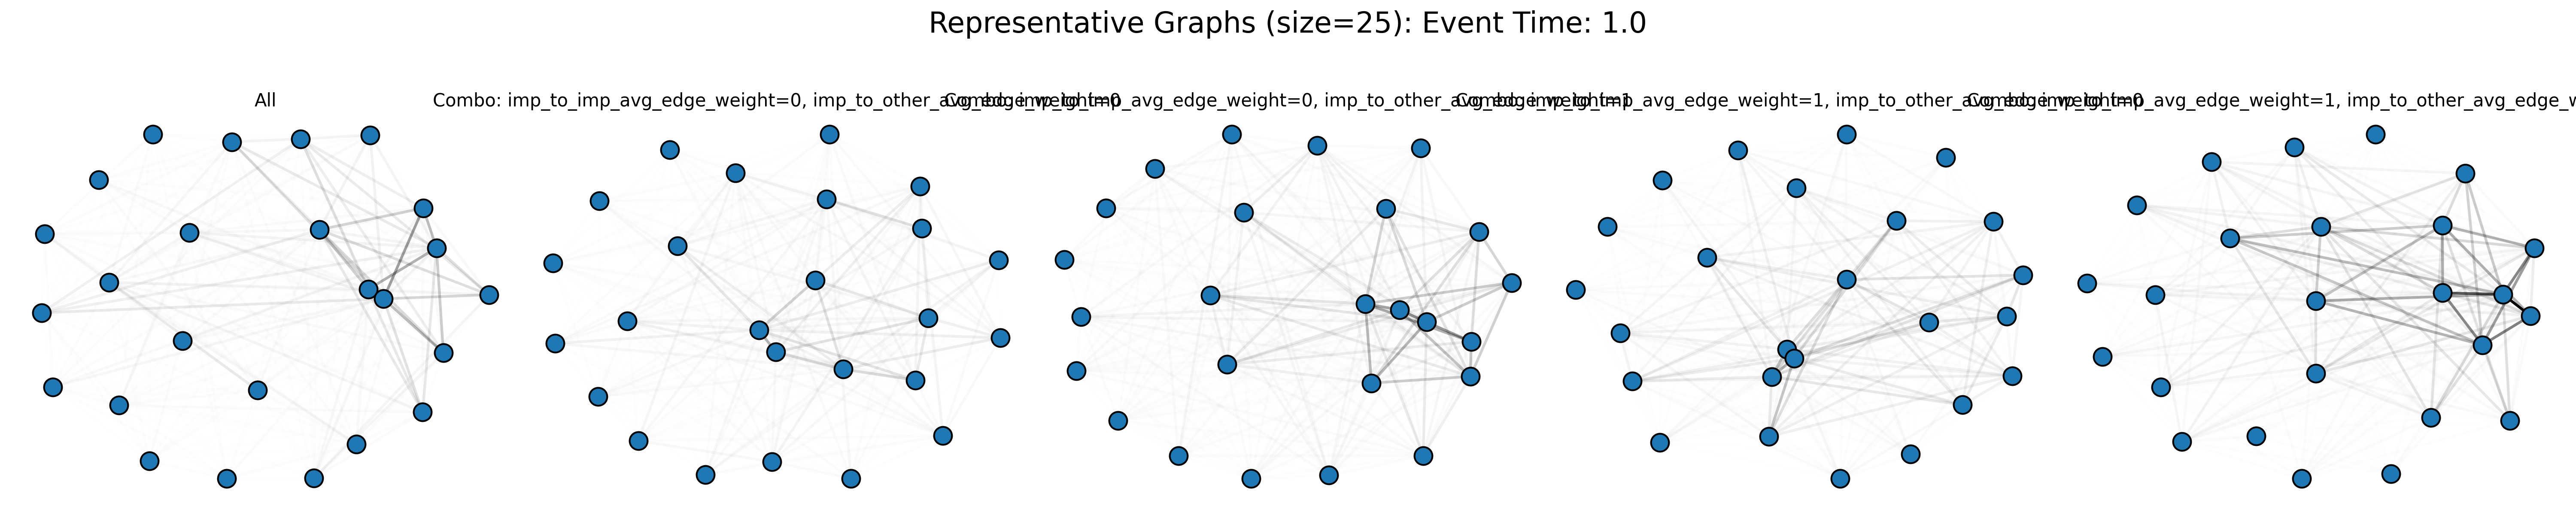 Representative Graphs (size=25): Event Time: 1.0
All
Combo: imp_to_imp_avg_edge_weight=0, imp_to_other_avg_edge_weight=0
Combo: imp_to_imp_avg_edge_weight=0, imp_to_other_avg_edge_weight=1
Combo: imp_to_imp_avg_edge_weight=1, imp_to_other_avg_edge_weight=0
Combo: imp_to_imp_avg_edge_weight=1, imp_to_other_avg_edge_w